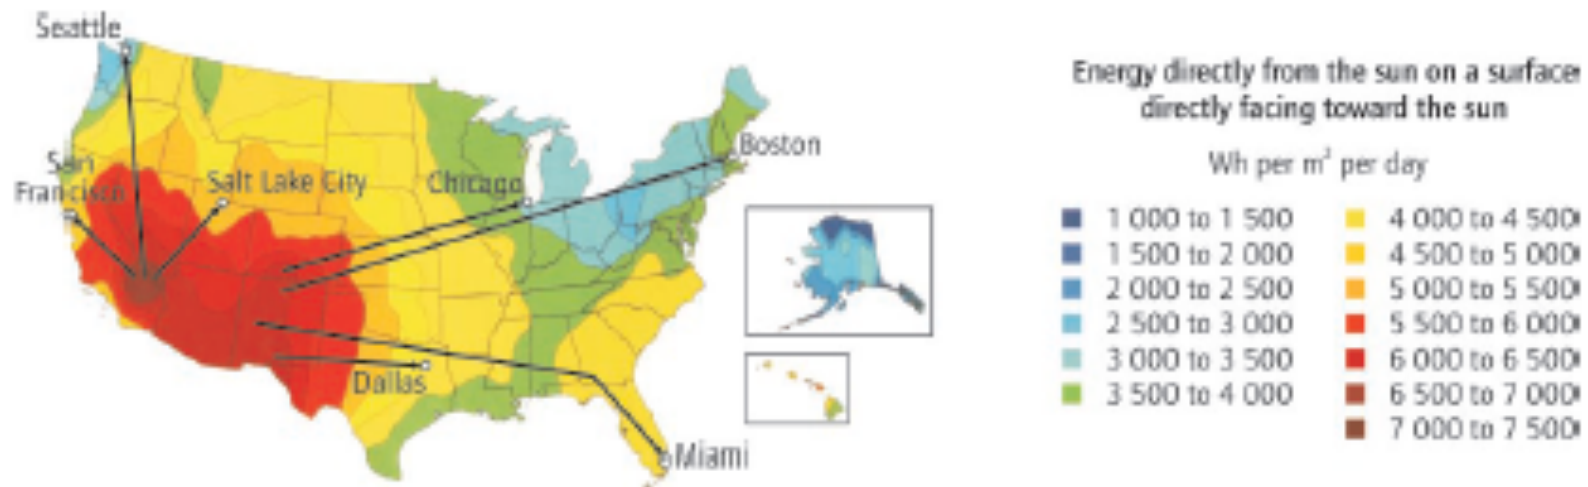 Seattle
San
Francisco
Salt Lake City
Chicago
Boston
Dallas
Miami
Energy directly from the sun on a surface
directly facing toward the sun
Wh per m² per day
1 000 to 1 500
1 500 to 2 000
2 000 to 2 500
2 500 to 3 000
3 000 to 3 500
3 500 to 4 000
4 000 to 4 500
4 500 to 5 000
5 000 to 5 500
5 500 to 6 000
6 000 to 6 500
6 500 to 7 000
7 000 to 7 500